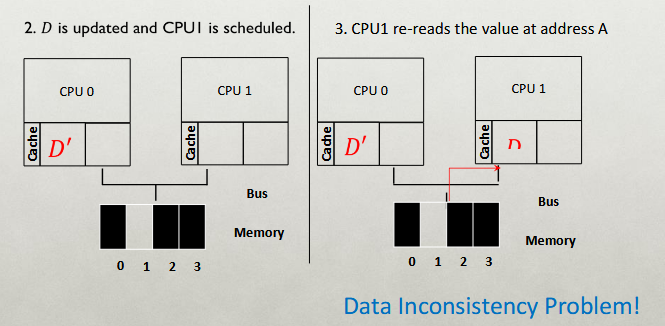 2. D is updated and CPU1 is scheduled.
CPU 0
CPU 1
Cache
D'
Cache
Bus
Memory
0 1 2 3
3. CPU1 re-reads the value at address A
CPU 0
CPU 1
Cache
D'
Cache
D
Bus
Memory
0 1 2 3
Data Inconsistency Problem!